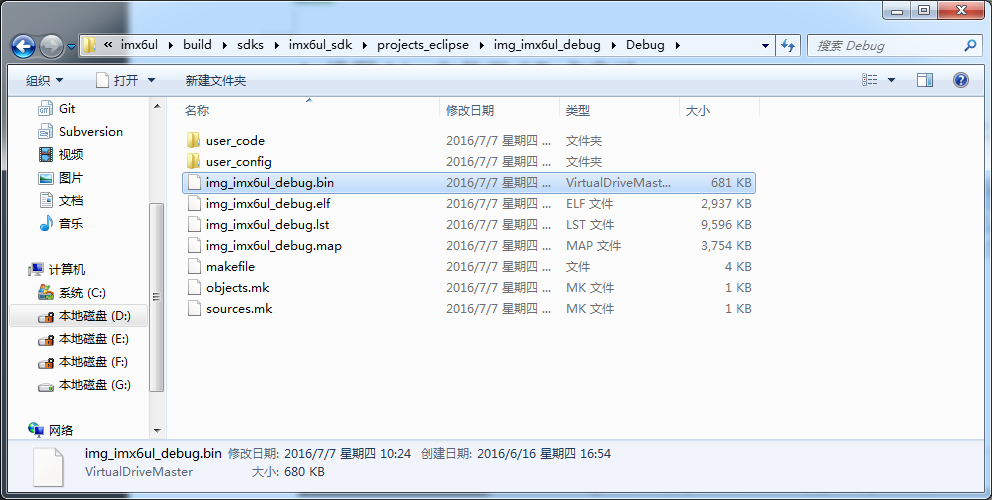 « imx6ul build sdks imx6ul_sdk projects_eclipse img_imx6ul_debug Debug 搜索 Debug
组织 打开 新建文件夹
Git
Subversion
视频
图片
文档
音乐
计算机
系统 (C:)
本地磁盘 (D:)
本地磁盘 (E:)
本地磁盘 (F:)
本地磁盘 (G:)
网络
名称 修改日期 类型 大小
user_code 2016/7/7 星期四 ... 文件夹
user_config 2016/7/7 星期四 ... 文件夹
img_imx6ul_debug.bin 2016/7/7 星期四 ... VirtualDriveMast... 681 KB
img_imx6ul_debug.elf 2016/7/7 星期四 ... ELF 文件 2,937 KB
img_imx6ul_debug.lst 2016/7/7 星期四 ... LST 文件 9,596 KB
img_imx6ul_debug.map 2016/7/7 星期四 ... MAP 文件 3,754 KB
makefile 2016/7/7 星期四 ... 文件 4 KB
objects.mk 2016/7/7 星期四 ... MK 文件 1 KB
sources.mk 2016/7/7 星期四 ... MK 文件 1 KB
img_imx6ul_debug.bin 修改日期: 2016/7/7 星期四 10:24 创建日期: 2016/6/16 星期四 16:54
VirtualDriveMaster 大小: 680 KB